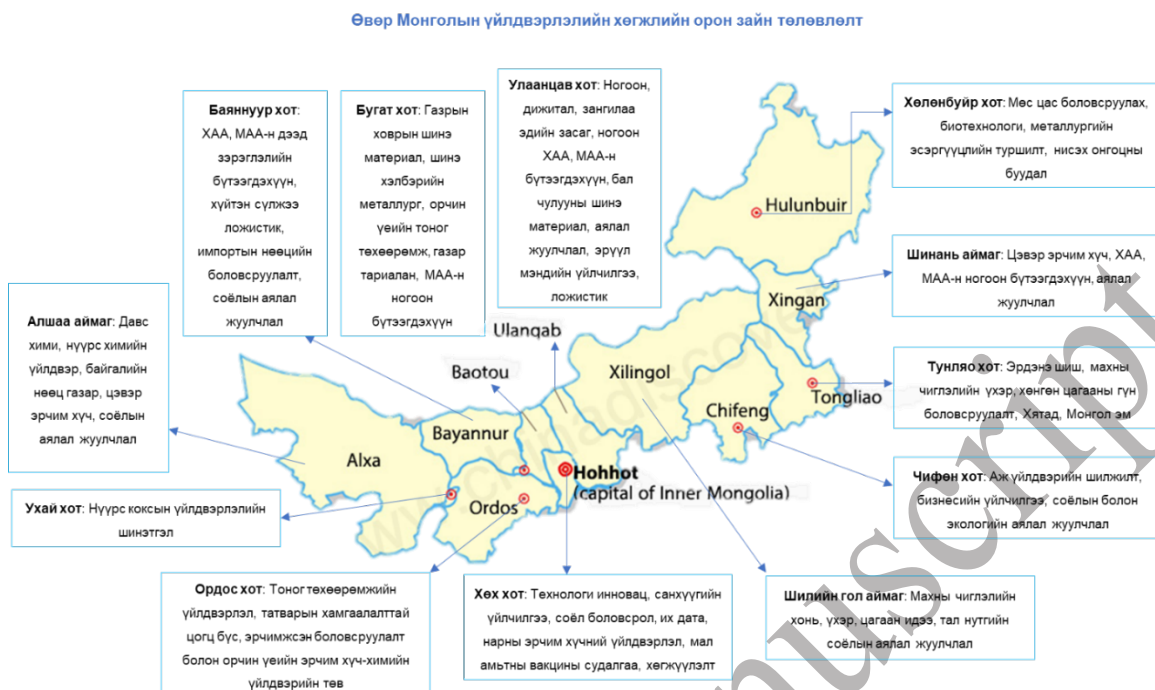 Өвөр Монголын үйлдвэрлэлийн хөгжлийн орон зайн төлөвлөлт
Баяннуур хот:
ХАА, МАА-н дээд
зэрэглэлийн
бүтээгдэхүүн,
хүйтэн сүлжээ
ложистик,
импортын нөөцийн
боловсруулалт,
соёлын аялал
жуулчлал
Бугат хот: Газрын
ховрын шинэ
материал, шинэ
хэлбэрийн
металлург, орчин
үеийн тоног
төхөөрөмж, газар
тариалан, МАА-н
ногоон
бүтээгдэхүүн
Улаанцав хот: Ногоон,
дижитал, зангилаа
эдийн засаг, ногоон
ХАА, МАА-н
бүтээгдэхүүн, бал
чулууны шинэ
материал, аялал
жуулчлал, эрүүл
мэндийн үйлчилгээ,
ложистик
Хөлөнбуйр хот: Мөс цас боловсруулах,
биотехнологи, металлургийн
эсэргүүцлийн туршилт, нисэх онгоцны
буудал
Шинань аймаг: Цэвэр эрчим хүч, ХАА,
МАА-н ногоон бүтээгдэхүүн, аялал
жуулчлал
Тунляо хот: Эрдэнэ шиш, махны
чиглэлийн үхэр, хөнгөн цагааны гүн
боловсруулалт, Хятад, Монгол эм
Чифөн хот: Аж үйлдвэрийн шилжилт,
бизнесийн үйлчилгээ, соёлын болон
экологийн аялал жуулчлал
Алшаа аймаг: Давс
хими, нүүрс химийн
үйлдвэр, байгалийн
нөөц газар, цэвэр
эрчим хүч, соёлын
аялал жуулчлал
Ухай хот: Нүүрс коксын үйлдвэрлэлийн
шинэтгэл
Ордос хот: Тоног төхөөрөмжийн
үйлдвэрлэл, татварын хамгаалалттай
цогц бүс, эрчимжсэн боловсруулалт
болон орчин үеийн эрчим хүч-химийн
үйлдвэрийн төв
Хөх хот: Технологи инновац, санхүүгийн
үйлчилгээ, соёл боловсрол, их дата,
нарны эрчим хүчний үйлдвэрлэл, мал
амьтны вакцины судалгаа, хөгжүүлэлт
Шилийн гол аймаг: Махны чиглэлийн
хонь, үхэр, цагаан идээ, тал нутгийн
соёлын аялал жуулчлал
Hulunbuir
Xingan
Ulanqab
Xilingol
Baotou
Tongliao
Chifeng
Bayannur
Alxa
Hohhot
(capital of Inner Mongolia)
Ordos